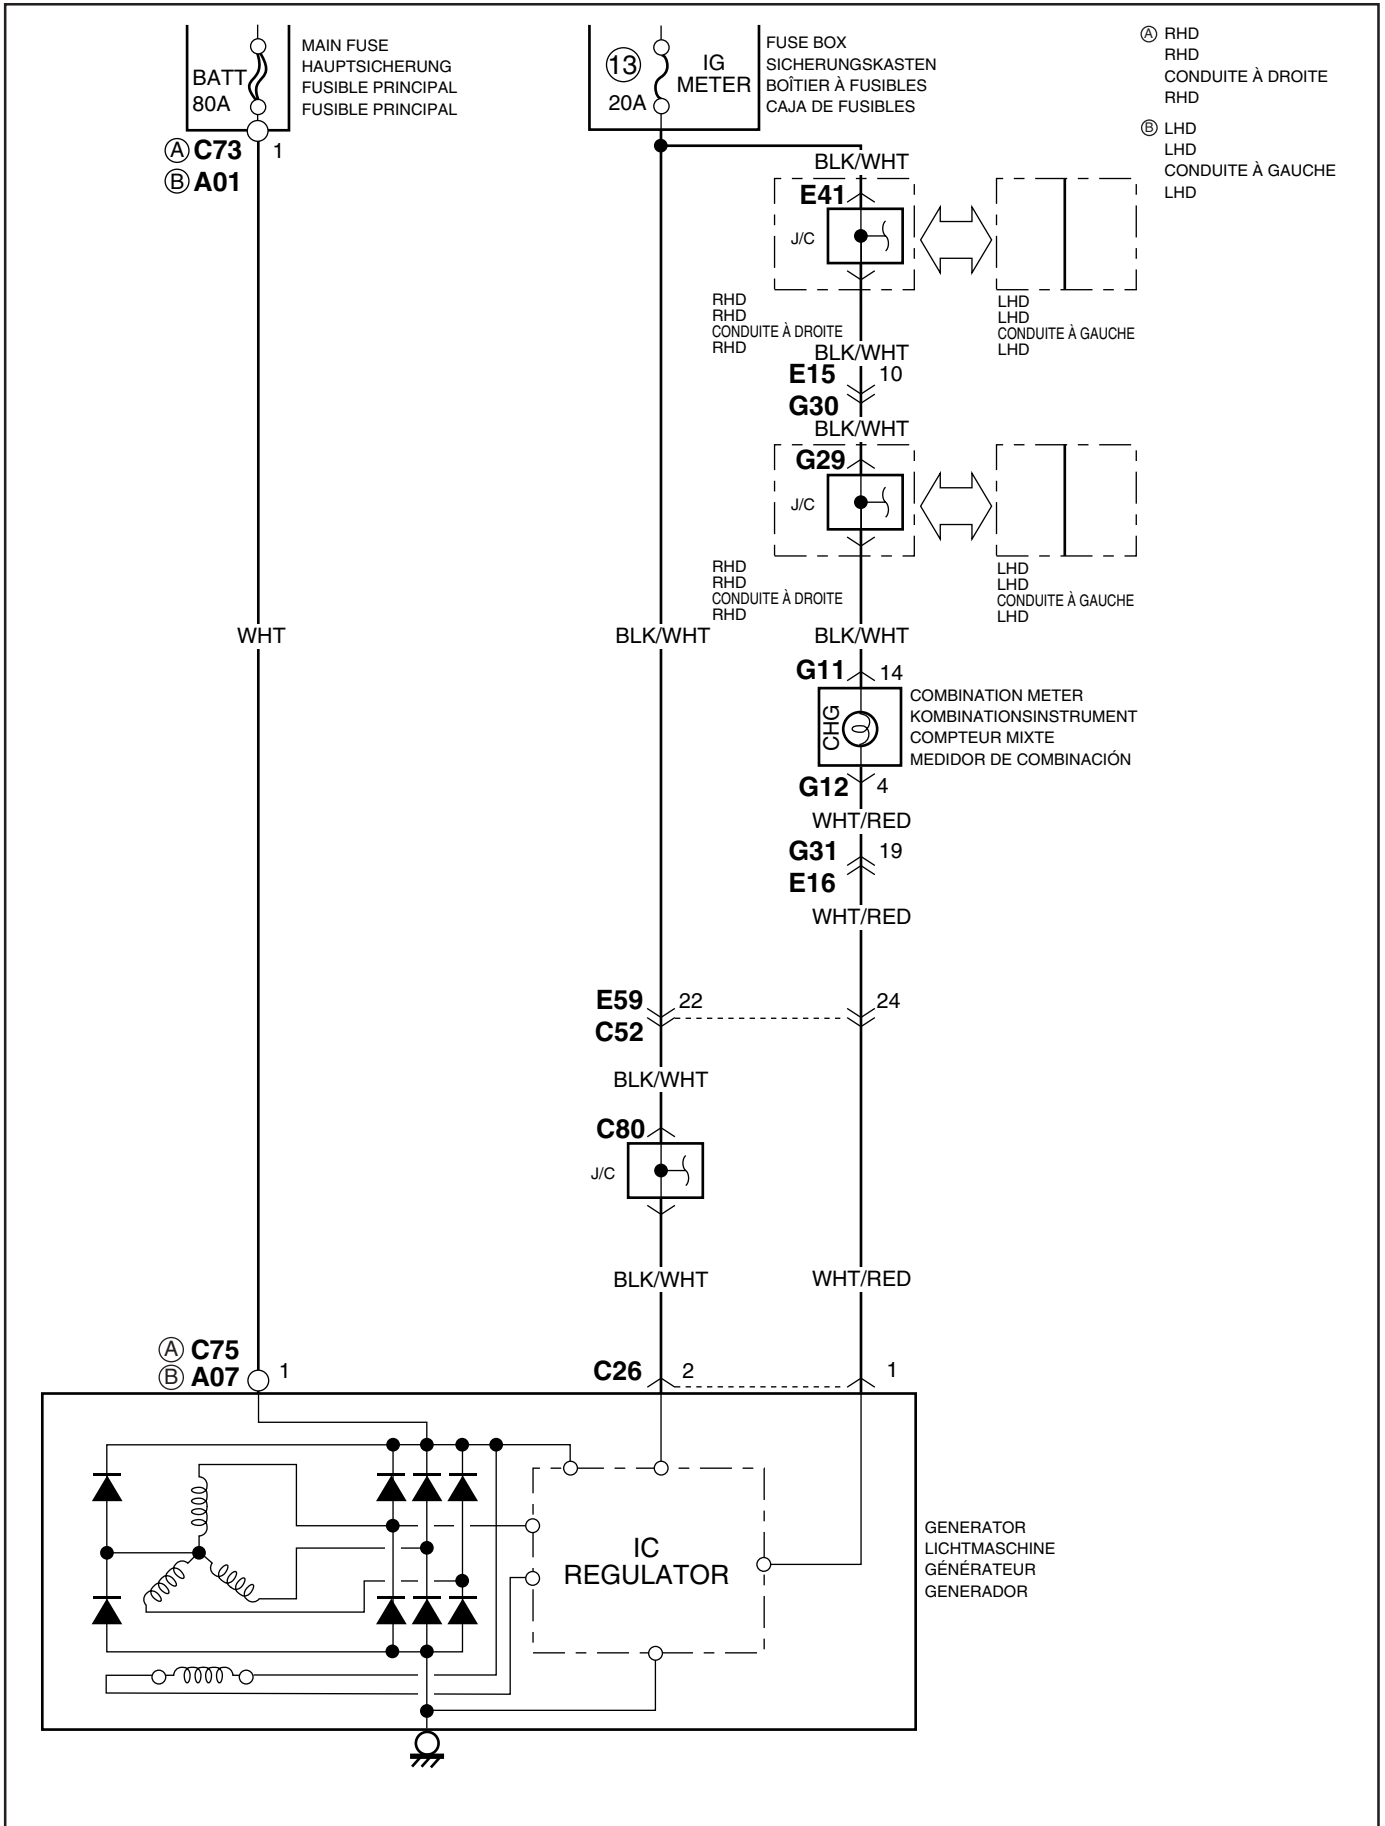 BATT
80A
MAIN FUSE
HAUPTSICHERUNG
FUSIBLE PRINCIPAL
FUSIBLE PRINCIPAL
Ⓐ C73 1
Ⓑ A01
13
20A
IG
METER
FUSE BOX
SICHERUNGSKASTEN
BOÎTIER À FUSIBLES
CAJA DE FUSIBLES
Ⓐ RHD
RHD
CONDUITE À DROITE
RHD
Ⓑ LHD
LHD
CONDUITE À GAUCHE
LHD
BLK/WHT
E41
J/C
RHD
RHD
CONDUITE À DROITE
RHD
LHD
LHD
CONDUITE À GAUCHE
LHD
BLK/WHT
E15 10
G30
BLK/WHT
G29
J/C
RHD
RHD
CONDUITE À DROITE
RHD
LHD
LHD
CONDUITE À GAUCHE
LHD
WHT
BLK/WHT
BLK/WHT
G11 14
CHG
COMBINATION METER
KOMBINATIONSINSTRUMENT
COMPTEUR MIXTE
MEDIDOR DE COMBINACIÓN
G12 4
WHT/RED
G31 19
E16
WHT/RED
E59 22 24
C52
BLK/WHT
C80
J/C
BLK/WHT
WHT/RED
Ⓐ C75
Ⓑ A07 1
C26 2 1
IC
REGULATOR
GENERATOR
LICHTMASCHINE
GÉNÉRATEUR
GENERADOR